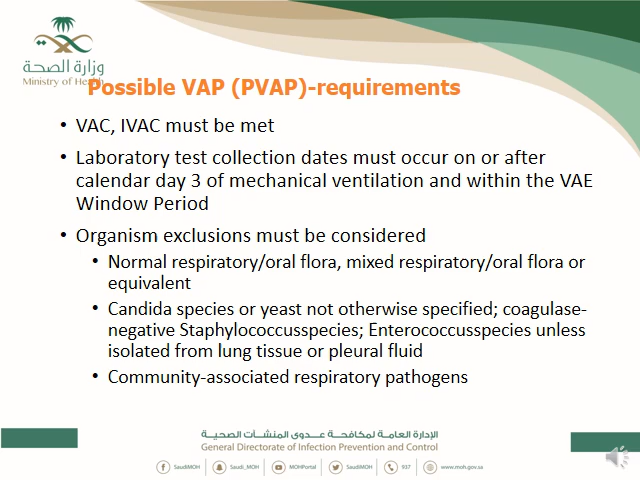 وزارة الصحة
Ministry of Health
Possible VAP (PVAP)-requirements
• VAC, IVAC must be met
• Laboratory test collection dates must occur on or after
calendar day 3 of mechanical ventilation and within the VAE
Window Period
• Organism exclusions must be considered
• Normal respiratory/oral flora, mixed respiratory/oral flora or
equivalent
• Candida species or yeast not otherwise specified; coagulase-
negative Staphylococcusspecies; Enterococcusspecies unless
isolated from lung tissue or pleural fluid
• Community-associated respiratory pathogens
الإدارة العامة لمكافحة عدوى المنشآت الصحية
General Directorate of Infection Prevention and Control
SaudiMOH Saudi_MOH MOHPortal SaudiMOH 937 www.moh.gov.sa